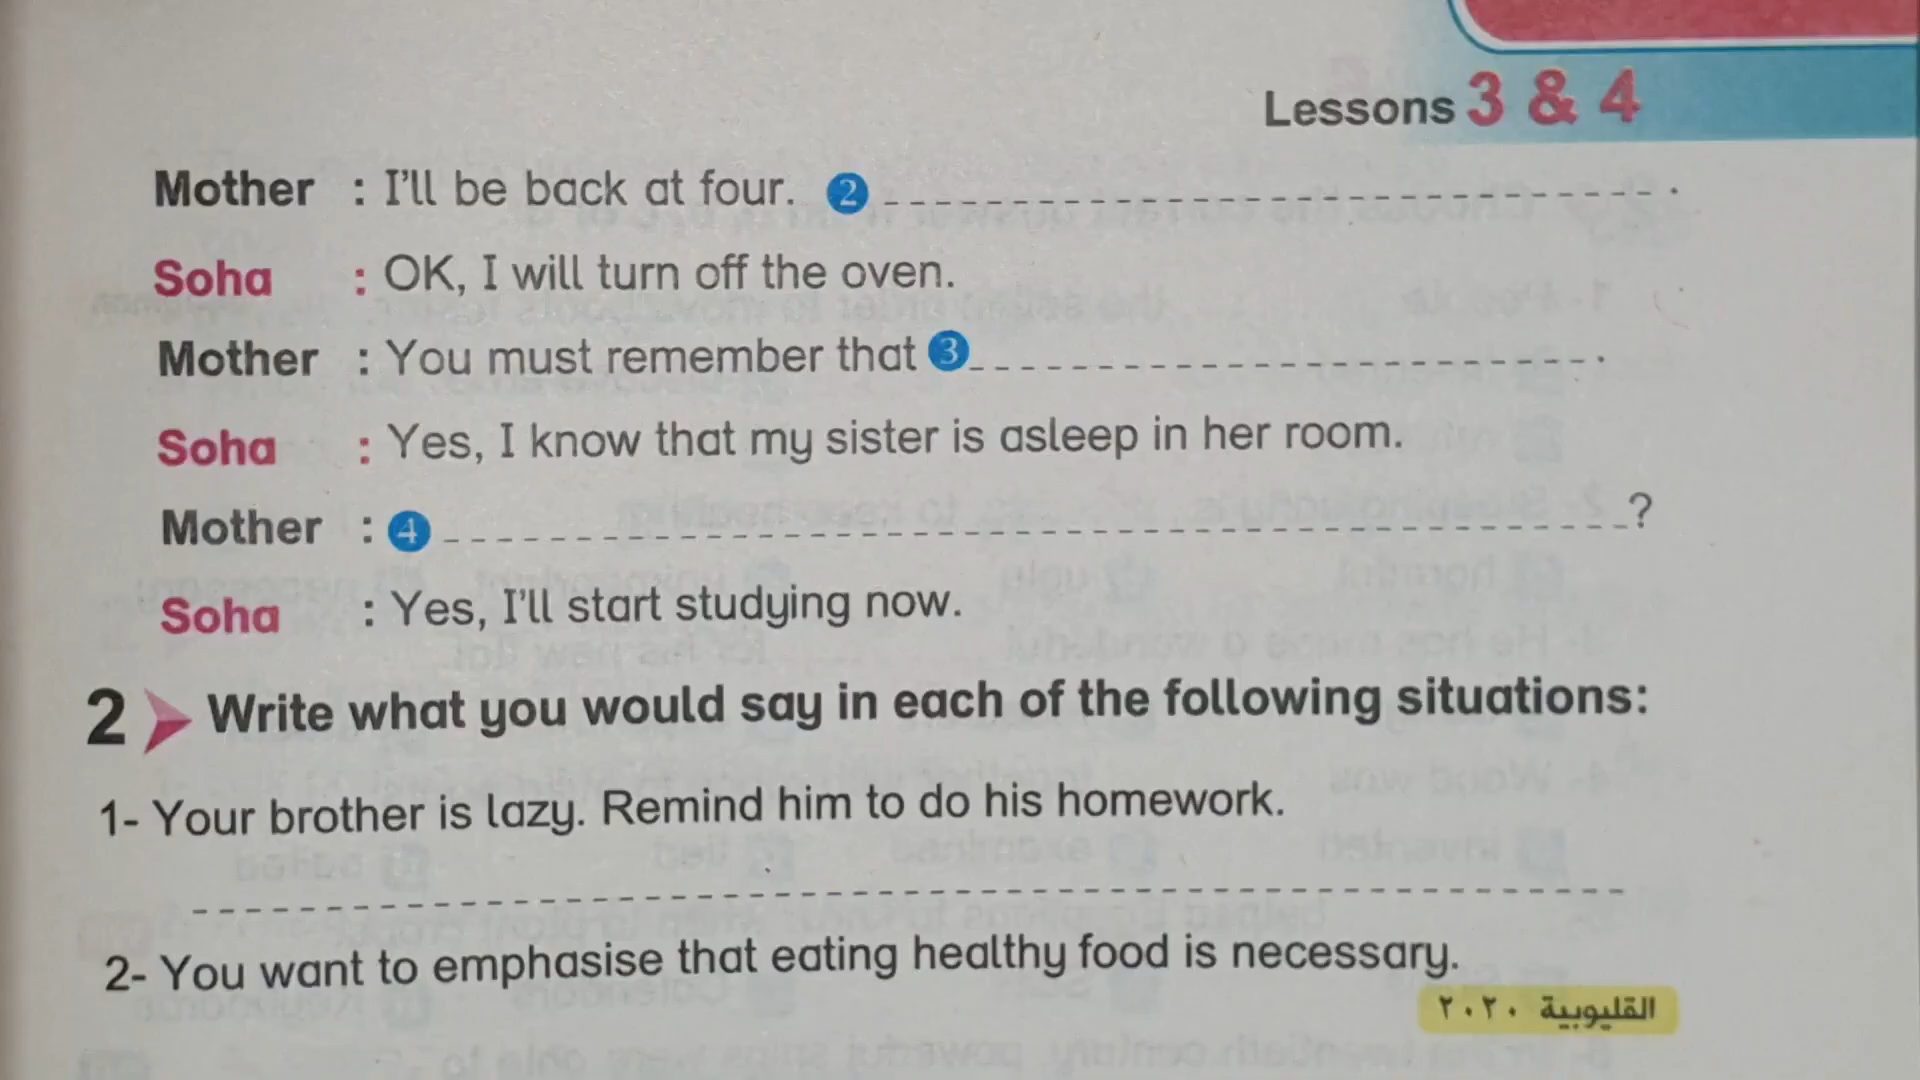 Lessons 3 & 4
Mother : I'll be back at four. 2 .
Soha : OK, I will turn off the oven.
Mother : You must remember that 3 .
Soha : Yes, I know that my sister is asleep in her room.
Mother : 4 ?
Soha : Yes, I'll start studying now.
2 Write what you would say in each of the following situations:
1- Your brother is lazy. Remind him to do his homework.
2- You want to emphasise that eating healthy food is necessary.
القليوبية ٢٠٢٠